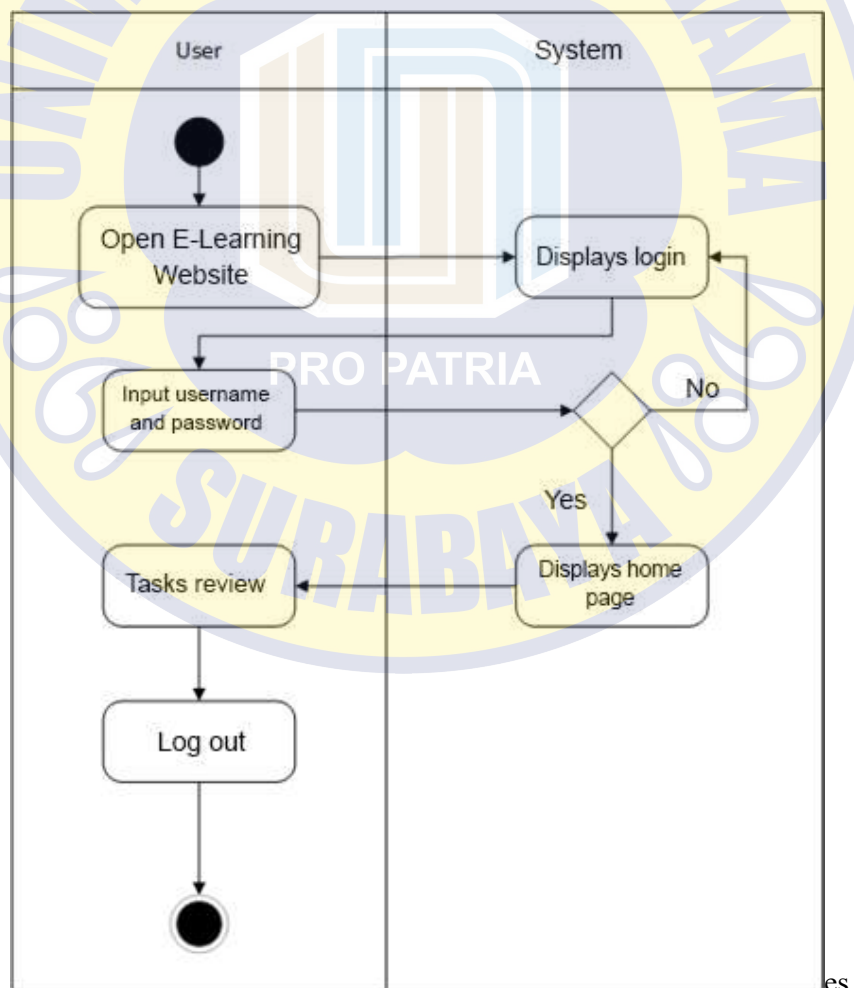 User
System
Open E-Learning
Website
Displays login
Input username
and password
No
Yes
Displays home
page
Tasks review
Log out
PRO PATRIA
SURABAYA
es